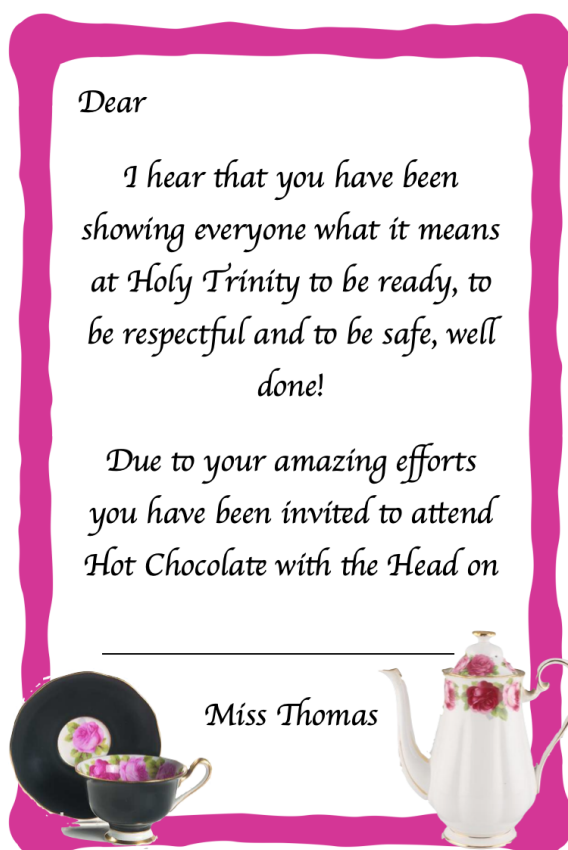 Dear
I hear that you have been
showing everyone what it means
at Holy Trinity to be ready, to
be respectful and to be safe, well
done!
Due to your amazing efforts
you have been invited to attend
Hot Chocolate with the Head on
Miss Thomas